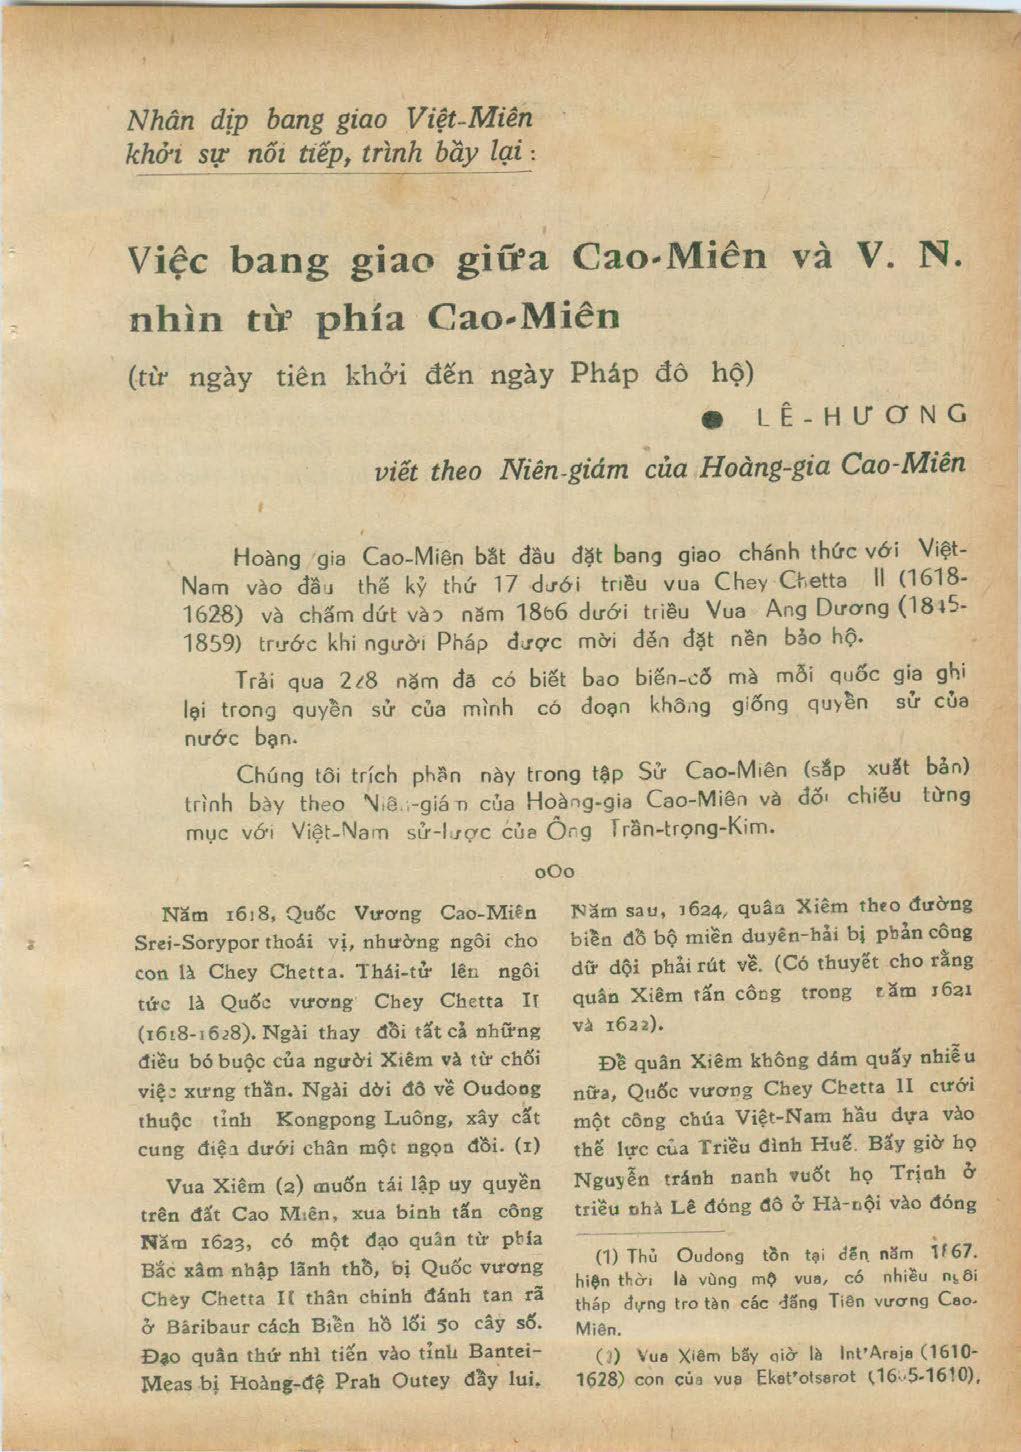 Nhân dịp bang giao Việt-Miên
khởi sự nối tiếp, trình bầy lại :
Việc bang giao giữa Cao-Miên và V. N.
nhìn từ phía Cao-Miên
(từ ngày tiên khởi đến ngày Pháp đô hộ)
● LÊ-HƯƠNG
viết theo Niên-giám của Hoàng-gia Cao-Miên
Hoàng gia Cao-Miên bắt đầu đặt bang giao chánh thức với Việt-
Nam vào đầu thế kỷ thứ 17 dưới triều vua Chey Chetta II (1618-
1628) và chấm dứt vào năm 1866 dưới triều Vua Ang Dương (1845-
1859) trước khi người Pháp được mời đến đặt nền bảo hộ.
Trải qua 248 năm đã có biết bao biến-cố mà mỗi quốc gia ghi
lại trong quyền sử của mình có đoạn không giống quyền sử của
nước bạn.
Chúng tôi trích phần này trong tập Sử Cao-Miên (sắp xuất bản)
trình bày theo Niên-giám của Hoàng-gia Cao-Miên và đối chiếu từng
mục với Việt-Nam sử-lược của Ông Trần-trọng-Kim.
oOo
Năm 1618, Quốc Vương Cao-Miên
Srei-Sorypor thoái vị, nhường ngôi cho
con là Chey Chetta. Thái-tử lên ngôi
tức là Quốc vương Chey Chetta II
(1618-1628). Ngài thay đổi tất cả những
điều bó buộc của người Xiêm và từ chối
việc xưng thần. Ngài dời đô về Oudong
thuộc tỉnh Kongpong Luông, xây cất
cung điện dưới chân một ngọn đồi. (1)
Vua Xiêm (2) muốn tái lập uy quyền
trên đất Cao Miên, xua binh tấn công
Năm 1623, có một đạo quân từ phía
Bắc xâm nhập lãnh thổ, bị Quốc vương
Chey Chetta II thân chinh đánh tan rã
ở Bâribaur cách Biền hồ lối 50 cây số.
Đạo quân thứ nhì tiến vào tỉnh Bantei-
Meas bị Hoàng-đệ Prah Outey đẩy lui.
Năm sau, 1624, quân Xiêm theo đường
biển đổ bộ miền duyên-hải bị phản công
dữ dội phải rút về. (Có thuyết cho rằng
quân Xiêm tấn công trong năm 1621
và 1622).
Để quân Xiêm không dám quấy nhiễu
nữa, Quốc vương Chey Chetta II cưới
một công chúa Việt-Nam hầu dựa vào
thế lực của Triều đình Huế. Bấy giờ họ
Nguyễn tránh nanh vuốt họ Trịnh ở
triều nhà Lê đóng đô ở Hà-nội vào đóng
(1) Thủ Oudong tồn tại đến năm 1867.
hiện thời là vùng mộ vua, có nhiều ngôi
tháp đựng tro tàn các đấng Tiên vương Cao-
Miên.
(2) Vua Xiêm bấy giờ là Int'Araja (1610-
1628) con của vua Ekat'otsarot (1605-1610),